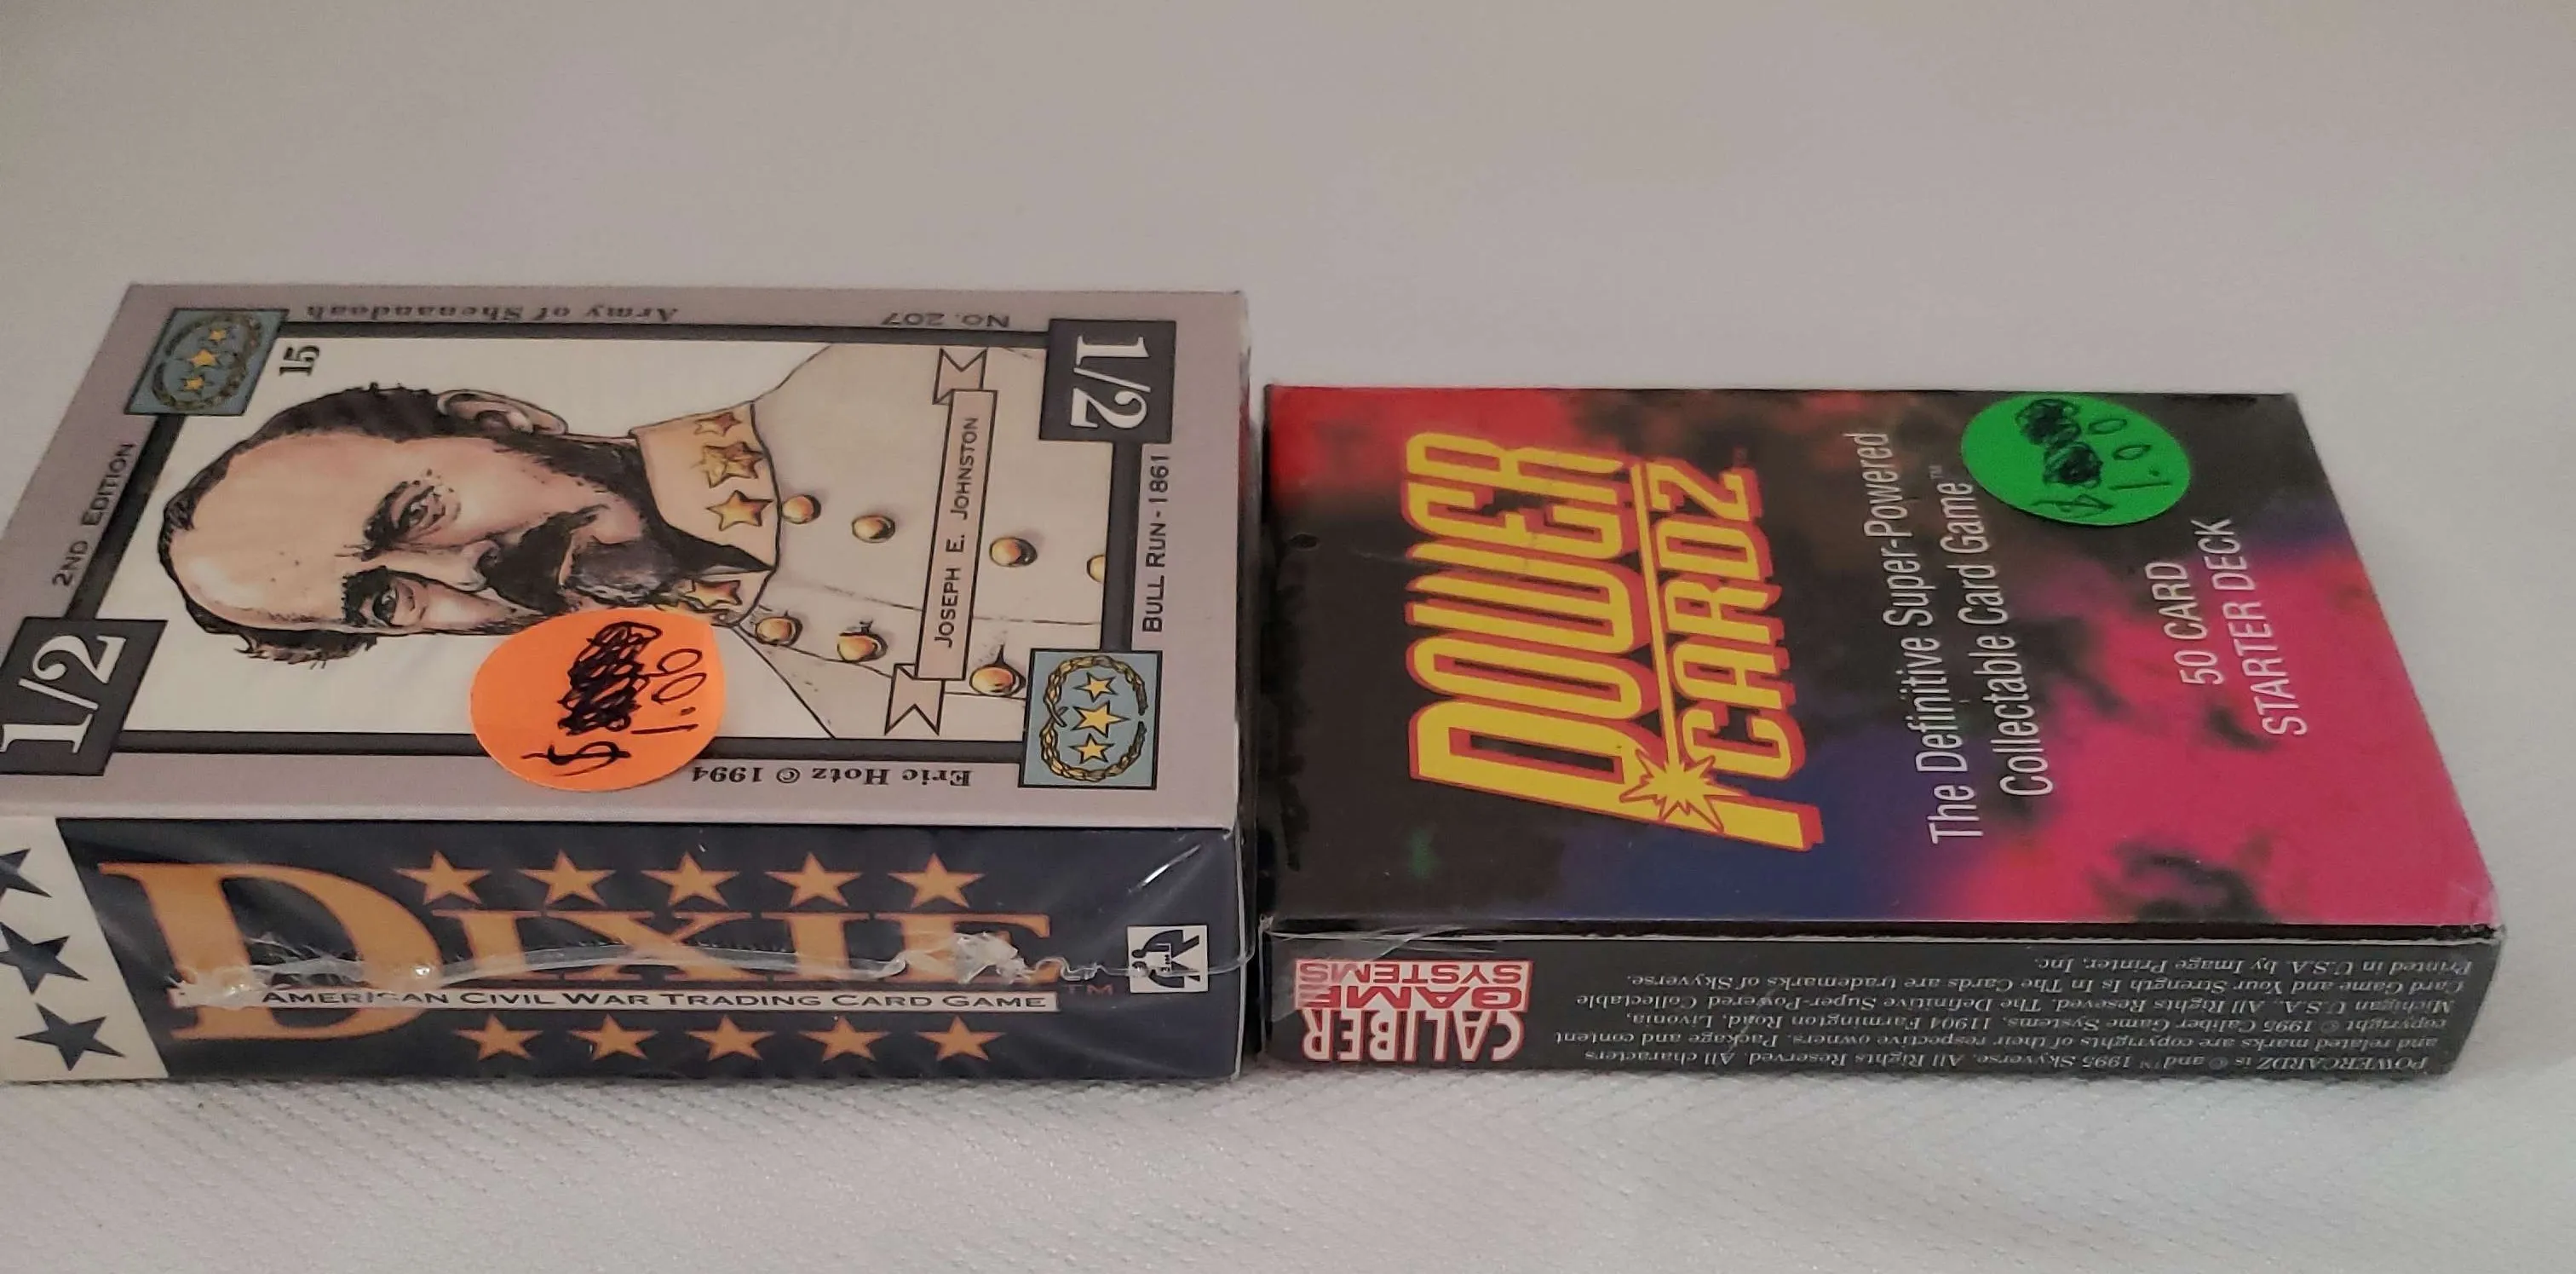 1/2
2ND EDITION
15
Army of Shenandoah
No. 207
1/2
JOSEPH E. JOHNSTON
BULL RUN - 1861
Eric Hotz © 1994
$
1.00
DIXIE™
AMERICAN CIVIL WAR TRADING CARD GAME
POWER
CARDZ™
The Definitive Super-Powered
Collectable Card Game™
$
1.00
50 CARD
STARTER DECK
CALIBER
GAME
SYSTEMS
POWERCARDZ is © and ™ 1995 Skyverse. All Rights Reserved. All characters
and related marks are copyrights of their respective owners. Package and content
copyright © 1995 Caliber Game Systems, 11904 Farmington Road, Livonia,
Michigan U.S.A., All Rights Reseved. The Definitive Super-Powered Collectable
Card Game and Your Strength Is In The Cards are trademarks of Skyverse.
Printed in U.S.A. by Image Printer, Inc.